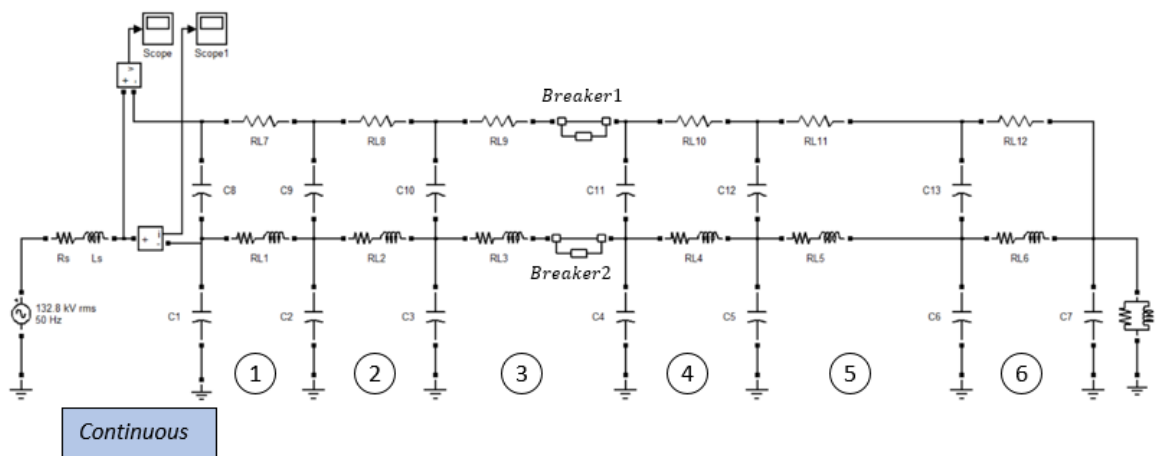 Scope
Scope1
v
+ -
Breaker1
RL7
RL8
RL9
RL10
RL11
RL12
C8
C9
C10
C11
C12
C13
Rs
Ls
+
i
-
RL1
RL2
RL3
Breaker2
RL4
RL5
RL6
+
132.8 kV rms
50 Hz
C1
C2
C3
C4
C5
C6
C7
1
2
3
4
5
6
Continuous